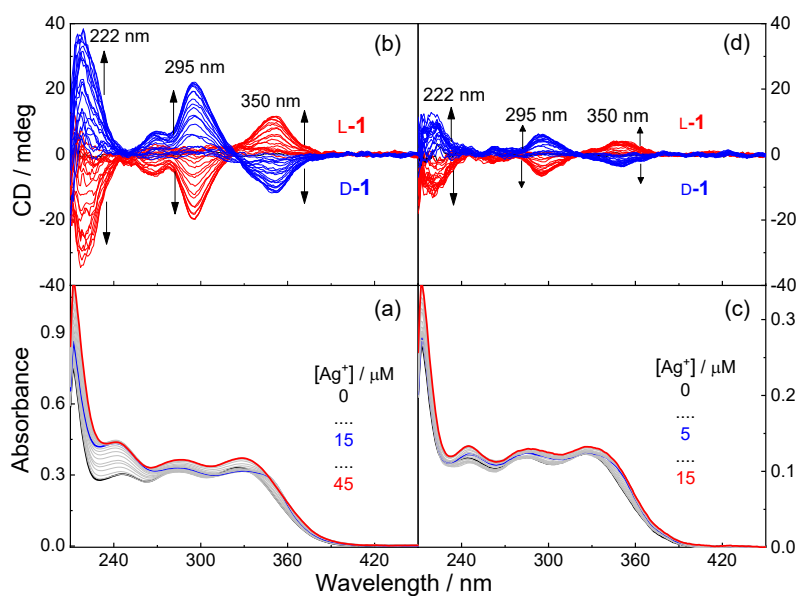 (b)
222 nm
295 nm
350 nm
L-1
D-1
CD / mdeg
40
20
0
-20
-40
(d)
222 nm
295 nm
350 nm
L-1
D-1
40
20
0
-20
-40
(a)
[Ag+] / μM
0
....
15
....
45
Absorbance
0.9
0.6
0.3
0.0
240 300 360 420
(c)
[Ag+] / μM
0
....
5
....
15
0.3
0.2
0.1
0.0
240 300 360 420
Wavelength / nm